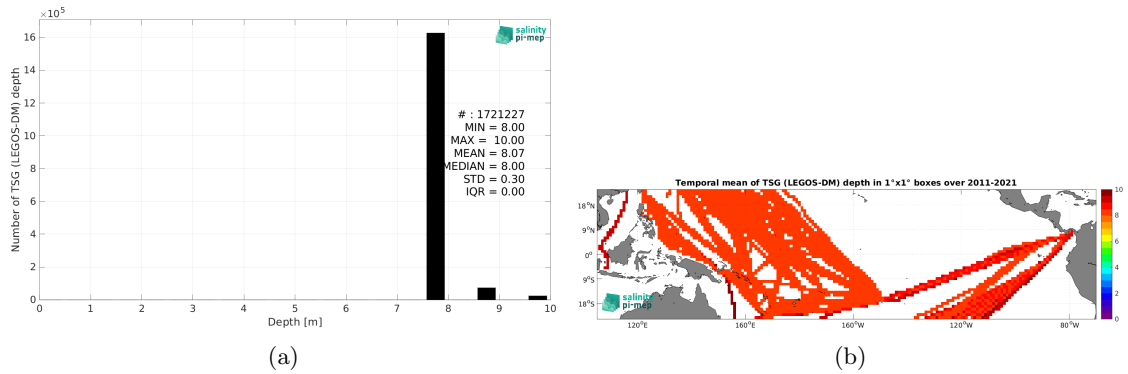 ×10⁵
16
14
12
10
8
6
4
2
0
Number of TSG (LEGOS-DM) depth
salinity
pi-mep
# : 1721227
MIN = 8.00
MAX = 10.00
MEAN = 8.07
MEDIAN = 8.00
STD = 0.30
IQR = 0.00
0 1 2 3 4 5 6 7 8 9 10
Depth [m]
(a)
Temporal mean of TSG (LEGOS-DM) depth in 1°x1° boxes over 2011-2021
18°N
9°N
0°
9°S
18°S
salinity
pi-mep
120°E 160°E 160°W 120°W 80°W
10
8
6
4
2
0
(b)